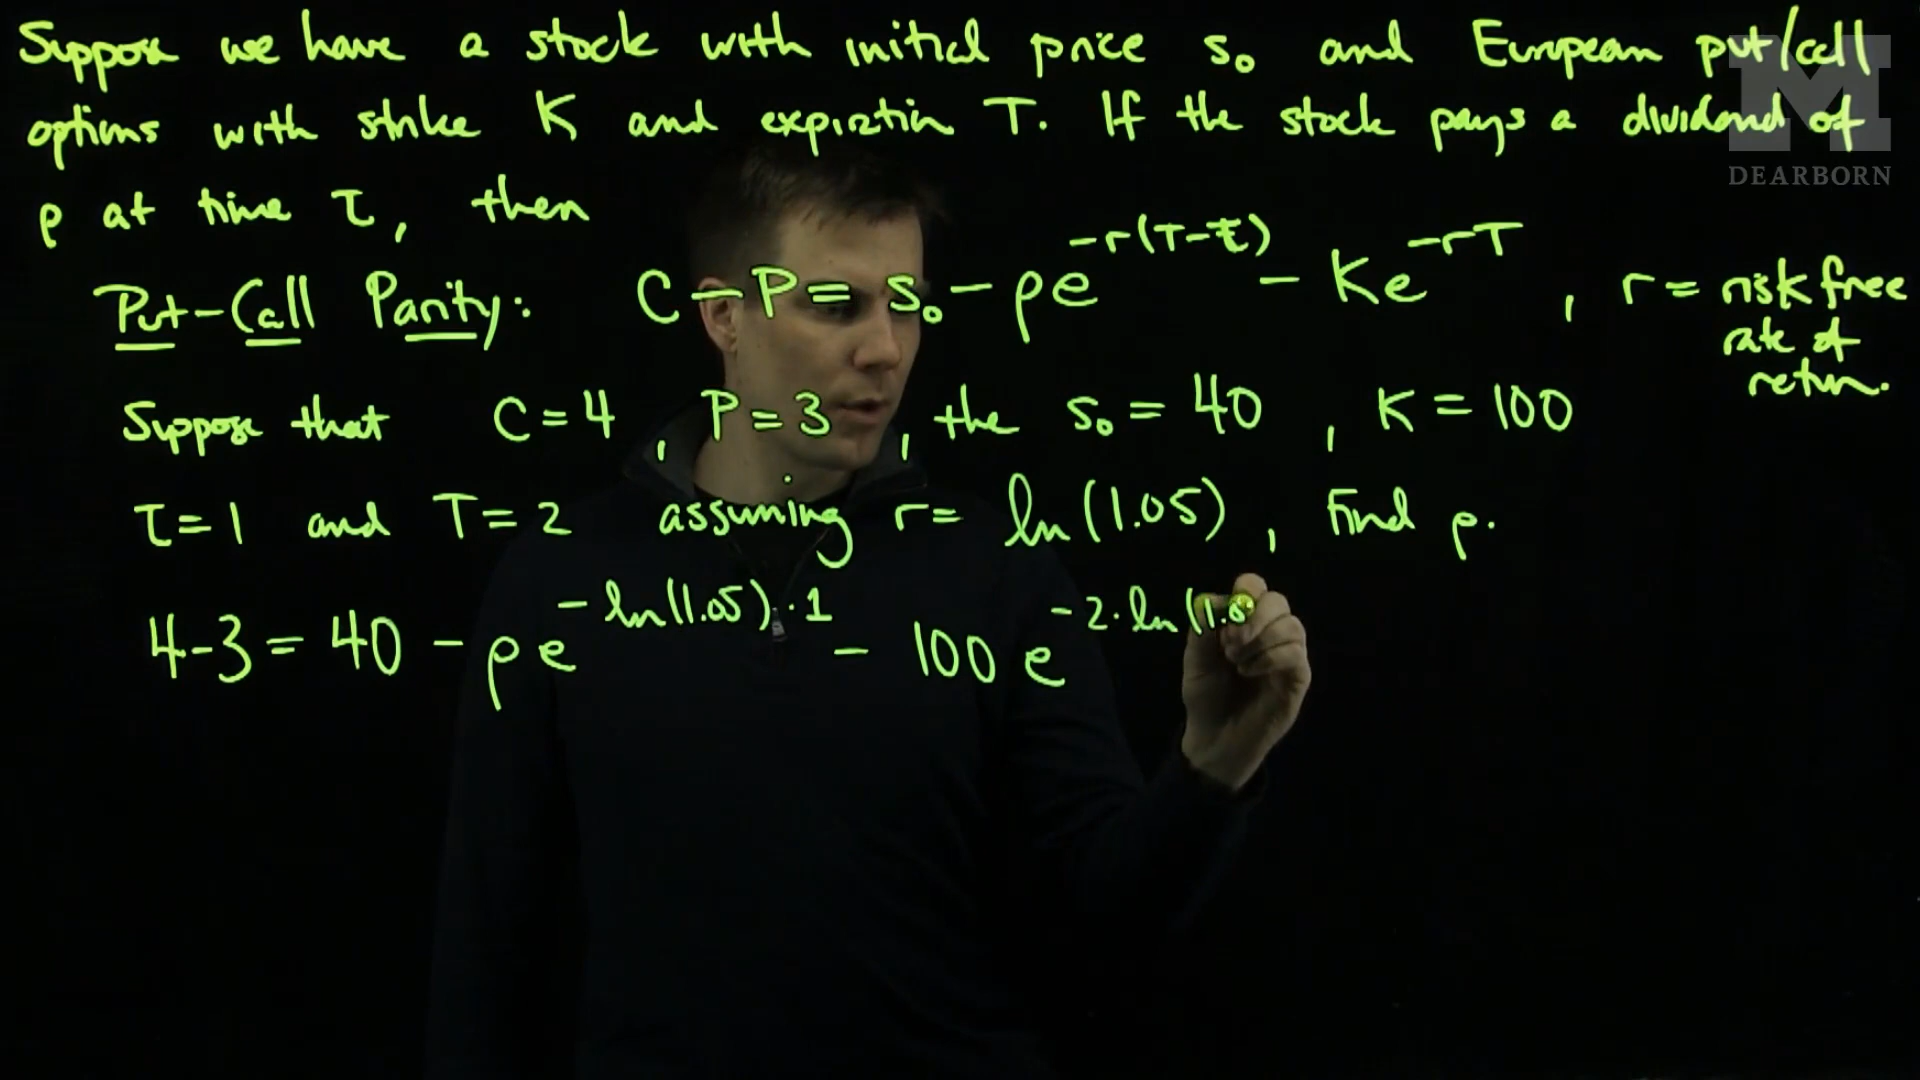 Suppose we have a stock with initial price s₀ and European put/call
options with strike K and expiration T. If the stock pays a dividend of
ρ at time τ, then
Put-Call Parity: C-P= s₀ - ρe^{-r(T-τ)} - Ke^{-rT}, r = risk free
rate of
return.
Suppose that C=4, P=3, the s₀ = 40, K = 100
τ=1 and T=2 assuming r= ln(1.05), Find ρ.
4-3= 40 - ρe^{-ln(1.05)·1} - 100 e^{-2·ln(1.0
M
DEARBORN